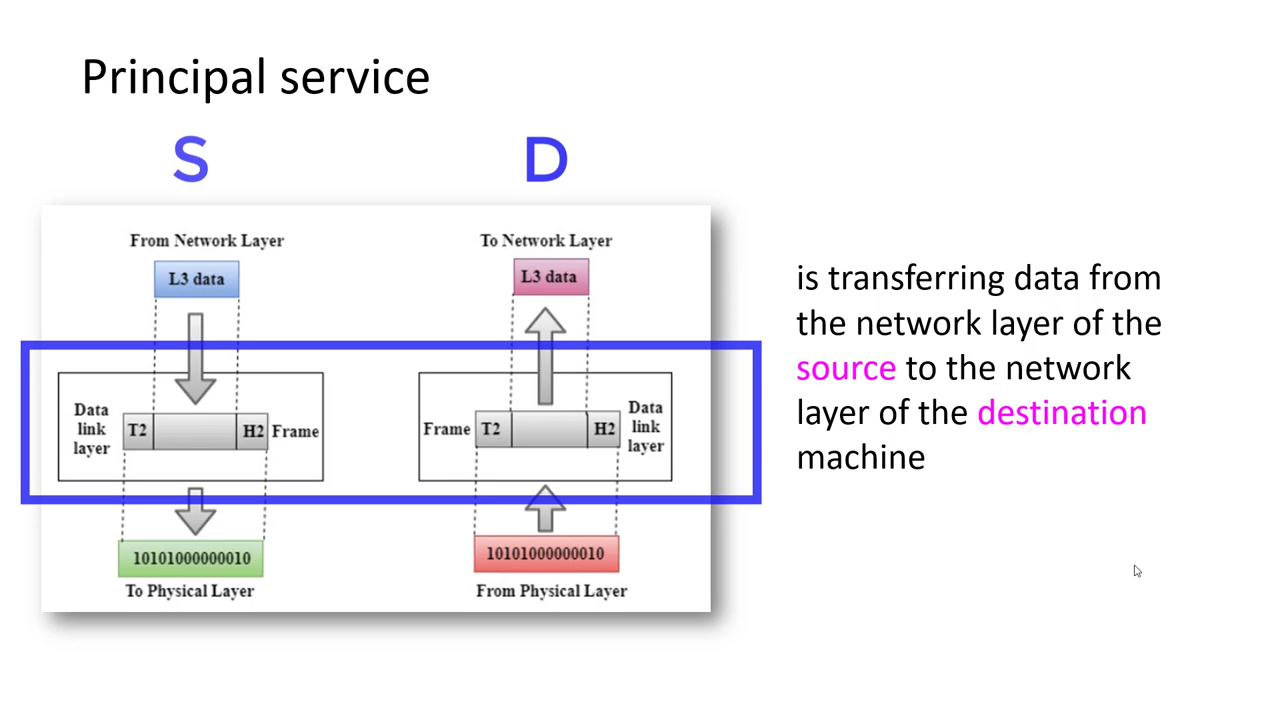 Principal service
S
D
From Network Layer
L3 data
Data
link
layer
T2
H2
Frame
10101000000010
To Physical Layer
To Network Layer
L3 data
Frame
T2
H2
Data
link
layer
10101000000010
From Physical Layer
is transferring data from
the network layer of the
source to the network
layer of the destination
machine